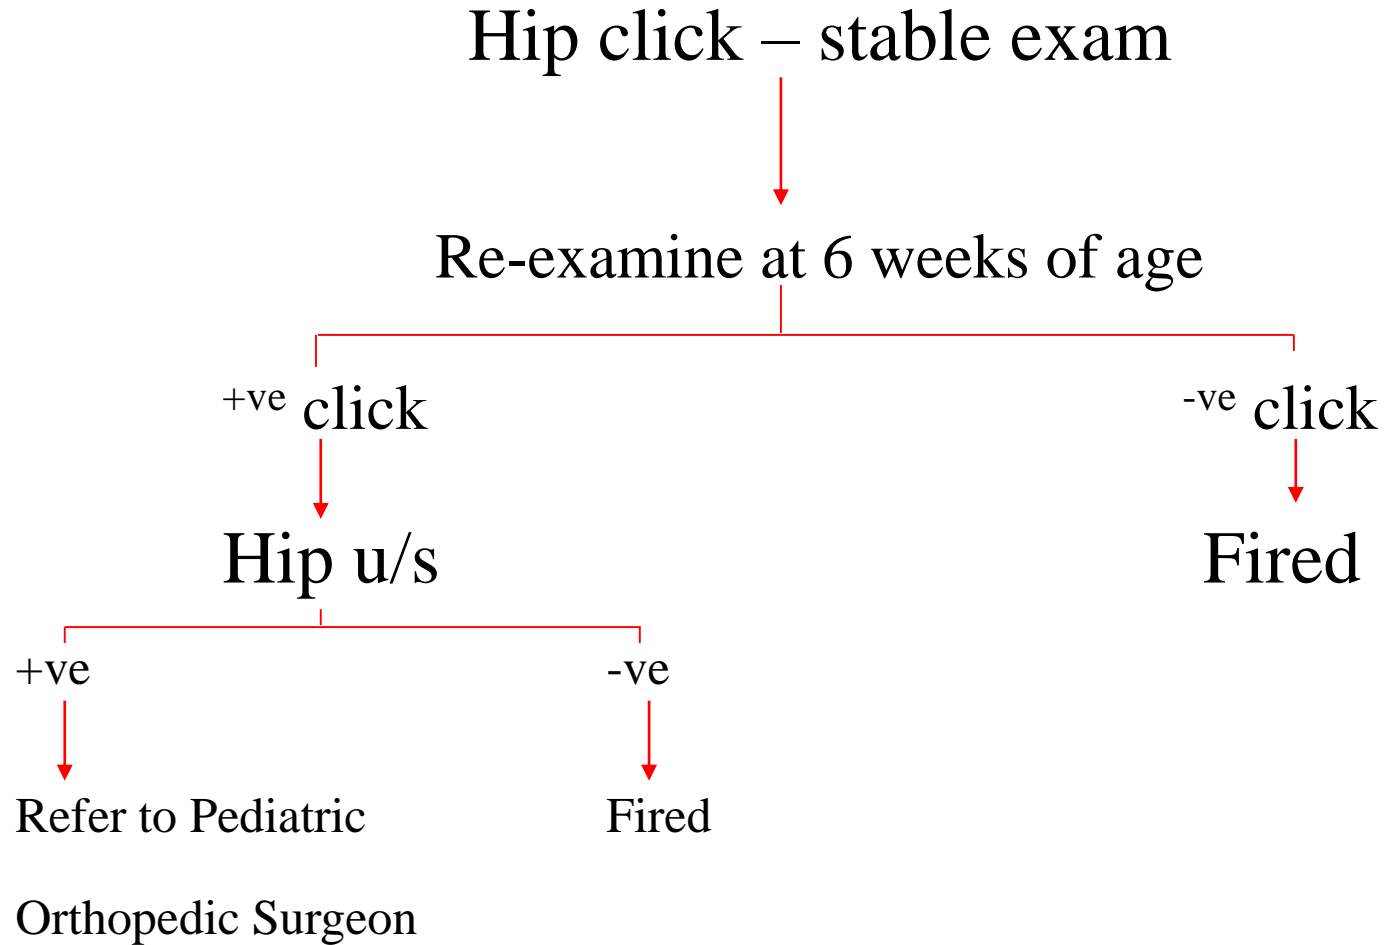 Hip click – stable exam
Re-examine at 6 weeks of age
+ve click
-ve click
Hip u/s
Fired
+ve
-ve
Refer to Pediatric
Orthopedic Surgeon
Fired